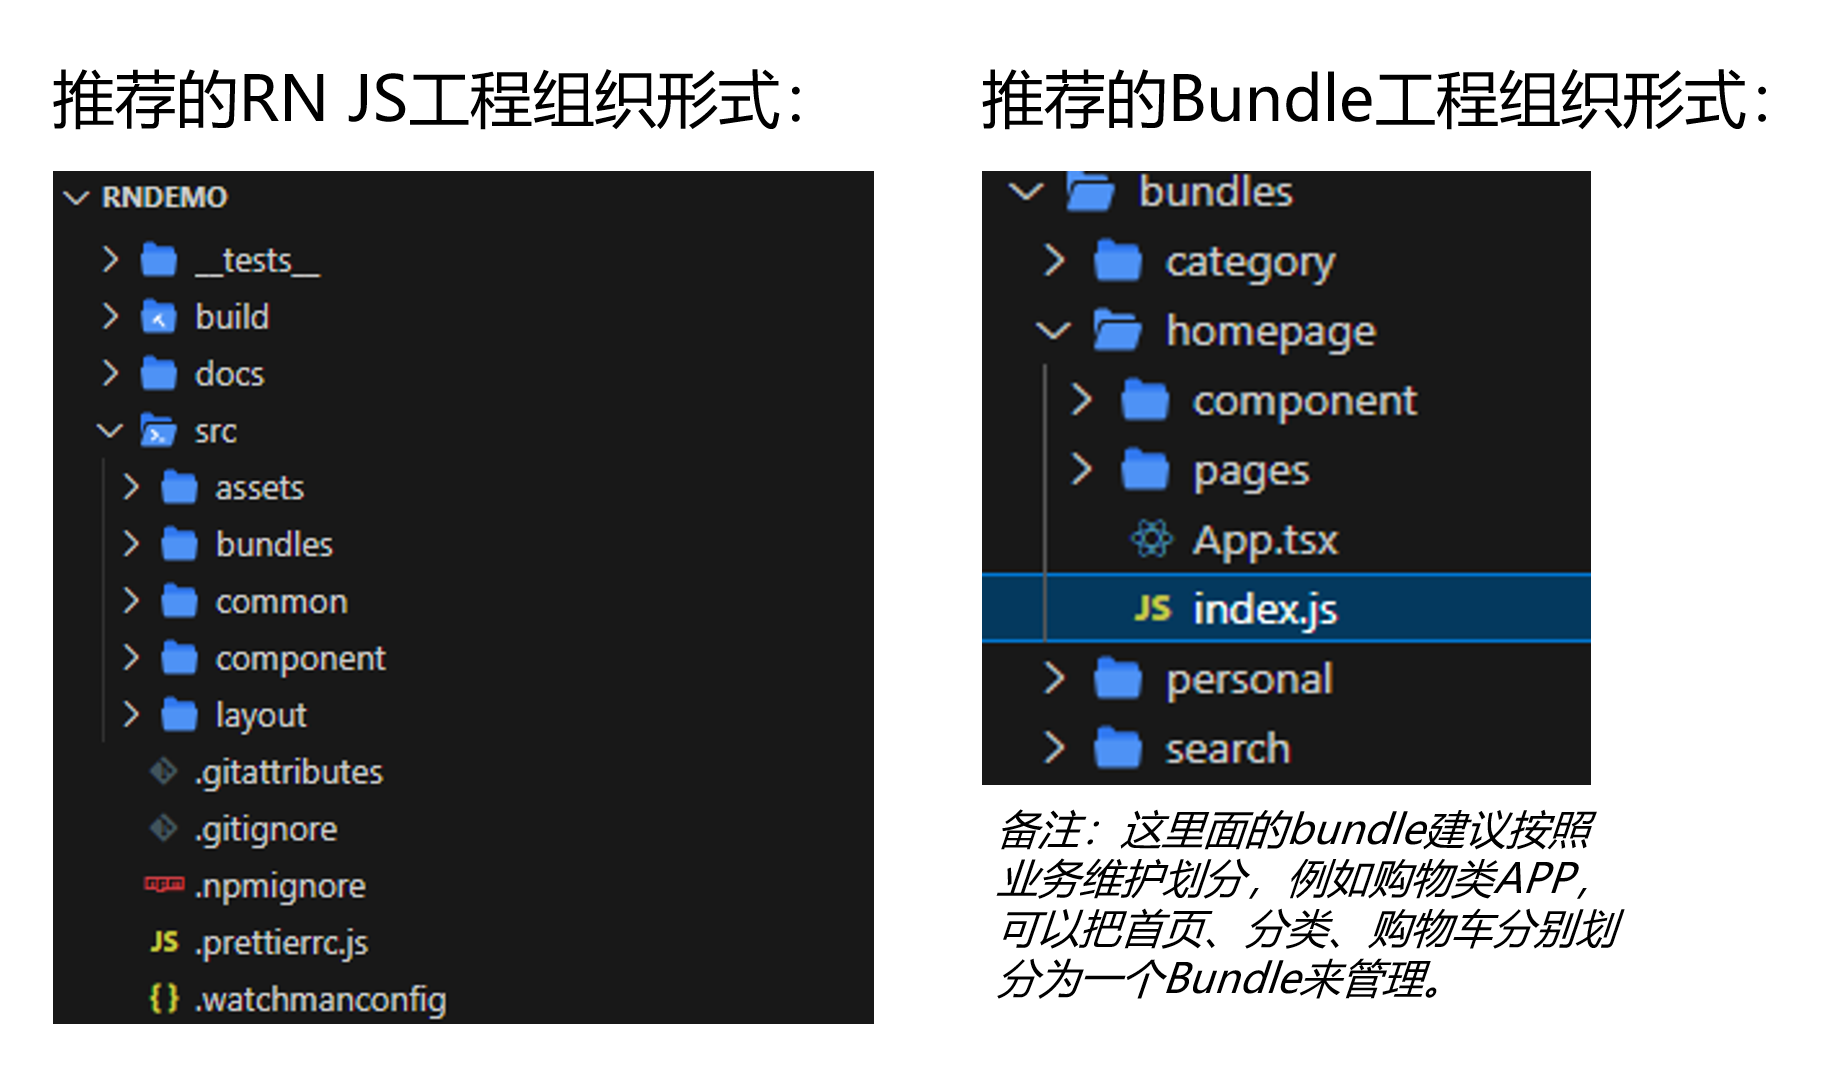 推荐的RN JS工程组织形式：
RNDEMO
__tests__
build
docs
src
assets
bundles
common
component
layout
.gitattributes
.gitignore
npm .npmignore
JS .prettierrc.js
{} .watchmanconfig
推荐的Bundle工程组织形式：
bundles
category
homepage
component
pages
App.tsx
JS index.js
personal
search
备注：这里面的bundle建议按照
业务维护划分，例如购物类APP，
可以把首页、分类、购物车分别划
分为一个Bundle来管理。